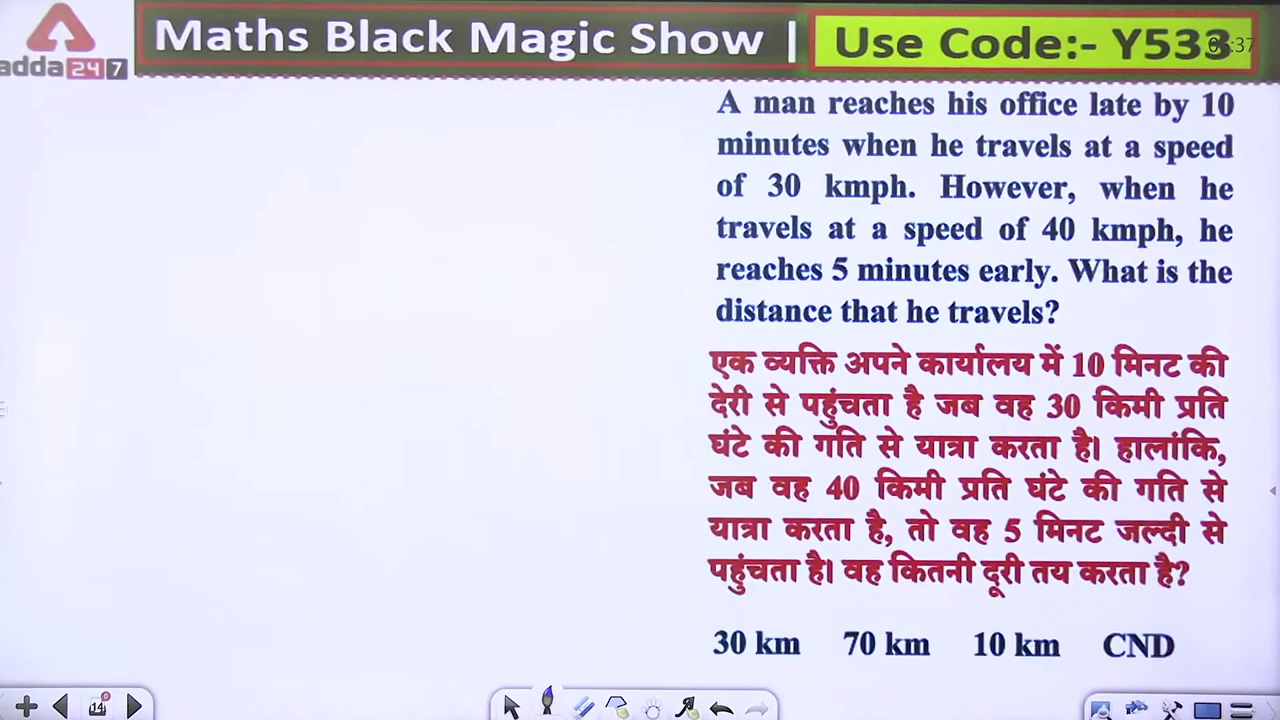 Maths Black Magic Show | Use Code:- Y533
adda 24 7
A man reaches his office late by 10
minutes when he travels at a speed
of 30 kmph. However, when he
travels at a speed of 40 kmph, he
reaches 5 minutes early. What is the
distance that he travels?
एक व्यक्ति अपने कार्यालय में 10 मिनट की
देरी से पहुंचता है जब वह 30 किमी प्रति
घंटे की गति से यात्रा करता है। हालांकि,
जब वह 40 किमी प्रति घंटे की गति से
यात्रा करता है, तो वह 5 मिनट जल्दी से
पहुंचता है। वह कितनी दूरी तय करता है?
30 km 70 km 10 km CND
14